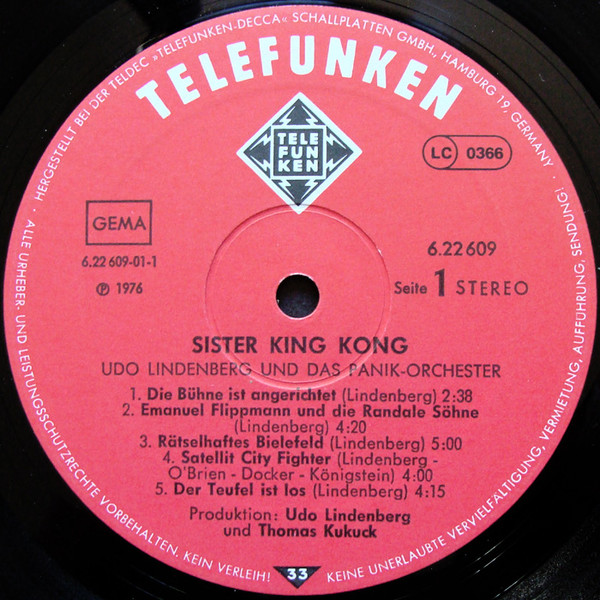 HERGESTELLT BEI DER TELDEC »TELEFUNKEN-DECCA« SCHALLPLATTEN GMBH., HAMBURG 19, GERMANY ·
TELEFUNKEN
TELE
FUN
KEN
LC 0366
GEMA
6.22 609-01-1
℗ 1976
6.22 609
Seite 1 STEREO
SISTER KING KONG
UDO LINDENBERG UND DAS PANIK-ORCHESTER
1. Die Bühne ist angerichtet (Lindenberg) 2:38
2. Emanuel Flippmann und die Randale Söhne
(Lindenberg) 4:20
3. Rätselhaftes Bielefeld (Lindenberg) 5:00
4. Satellit City Fighter (Lindenberg -
O'Brien - Docker - Königstein) 4:00
5. Der Teufel ist los (Lindenberg) 4:15
Produktion: Udo Lindenberg
und Thomas Kukuck
33
· ALLE URHEBER- UND LEISTUNGSSCHUTZRECHTE VORBEHALTEN. KEIN VERLEIH! KEINE UNERLAUBTE VERVIELFÄLTIGUNG, VERMIETUNG, AUFFÜHRUNG, SENDUNG!